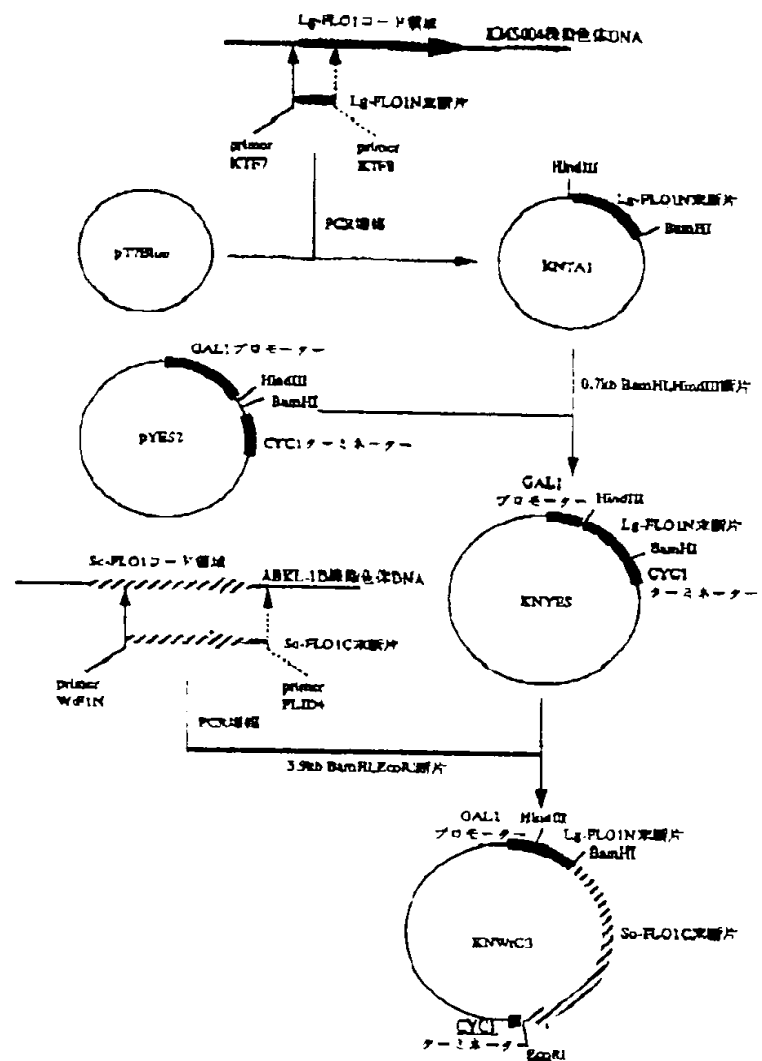 Lg-FLO1コード領域
KMS004株染色体DNA
Lg-FLO1N末断片
primer
KTF7
primer
KTF8
PCR増幅
pT7Blue
HindIII
Lg-FLO1N末断片
BamHI
KNTA1
GAL1プロモーター
HindIII
BamHI
pYES2
CYC1ターミネーター
0.7kb BamHI,HindIII断片
GAL1
プロモーター
HindIII
Lg-FLO1N末断片
BamHI
CYC1
ターミネーター
KNYES
Sc-FLO1コード領域
ABXL-1B株染色体DNA
Sc-FLO1C末断片
primer
primer
PCR増幅
3.9kb BamHI,EcoRI断片
GAL1
プロモーター
HindIII
Lg-FLO1N末断片
BamHI
KNWrC3
Sc-FLO1C末断片
CYC1
ターミネーター
EcoRI